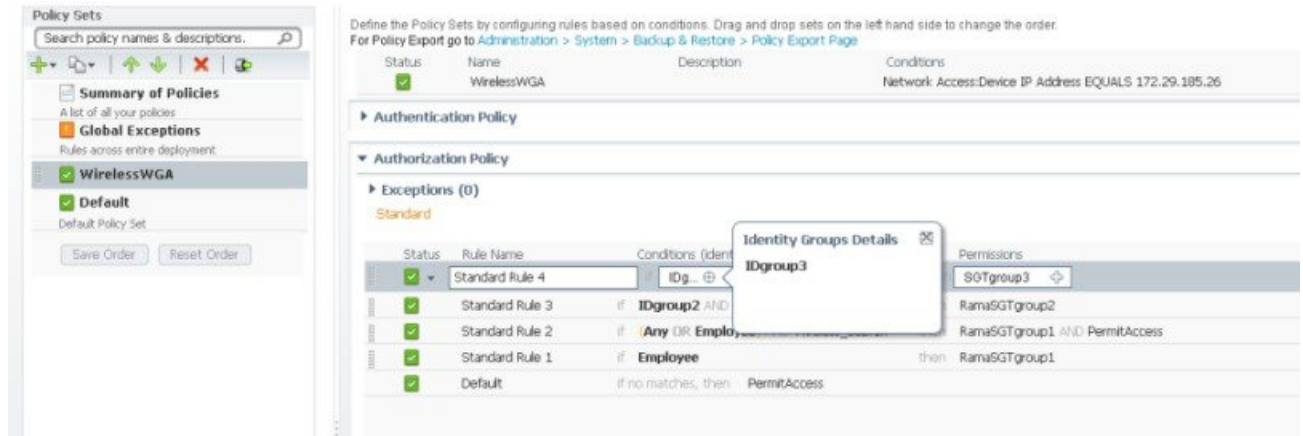 Policy Sets
Search policy names & descriptions.
Summary of Policies
A list of all your policies
Global Exceptions
Rules across entire deployment
WirelessWGA
Default
Default Policy Set
Save Order Reset Order
Define the Policy Sets by configuring rules based on conditions. Drag and drop sets on the left hand side to change the order.
For Policy Export go to Administration > System > Backup & Restore > Policy Export Page
Status Name Description Conditions
WirelessWGA Network Access:Device IP Address EQUALS 172.29.185.26
Authentication Policy
Authorization Policy
Exceptions (0)
Standard
Status Rule Name Conditions (ident Permissions
Standard Rule 4 if IDg... SGTgroup3
Identity Groups Details
IDgroup3
Standard Rule 3 if IDgroup2 AND RamaSGTgroup2
Standard Rule 2 if (Any OR Employee) RamaSGTgroup1 AND PermitAccess
Standard Rule 1 if Employee then RamaSGTgroup1
Default if no matches, then PermitAccess